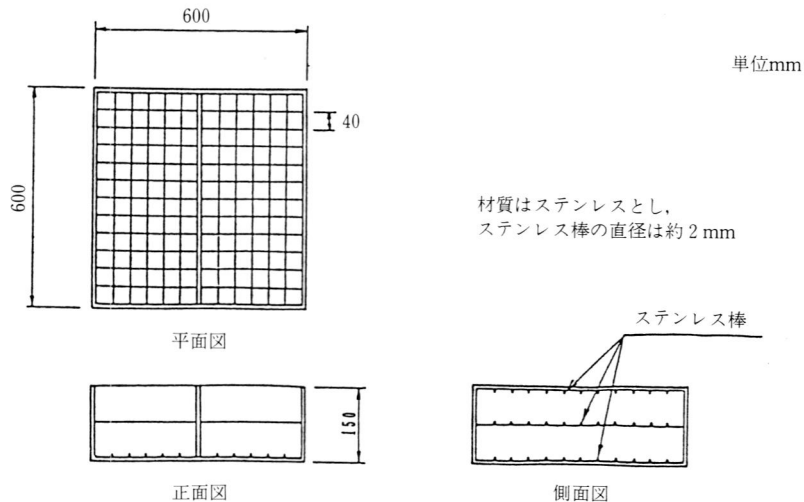 600
単位mm
40
600
材質はステンレスとし,
ステンレス棒の直径は約2mm
ステンレス棒
平面図
150
正面図
側面図